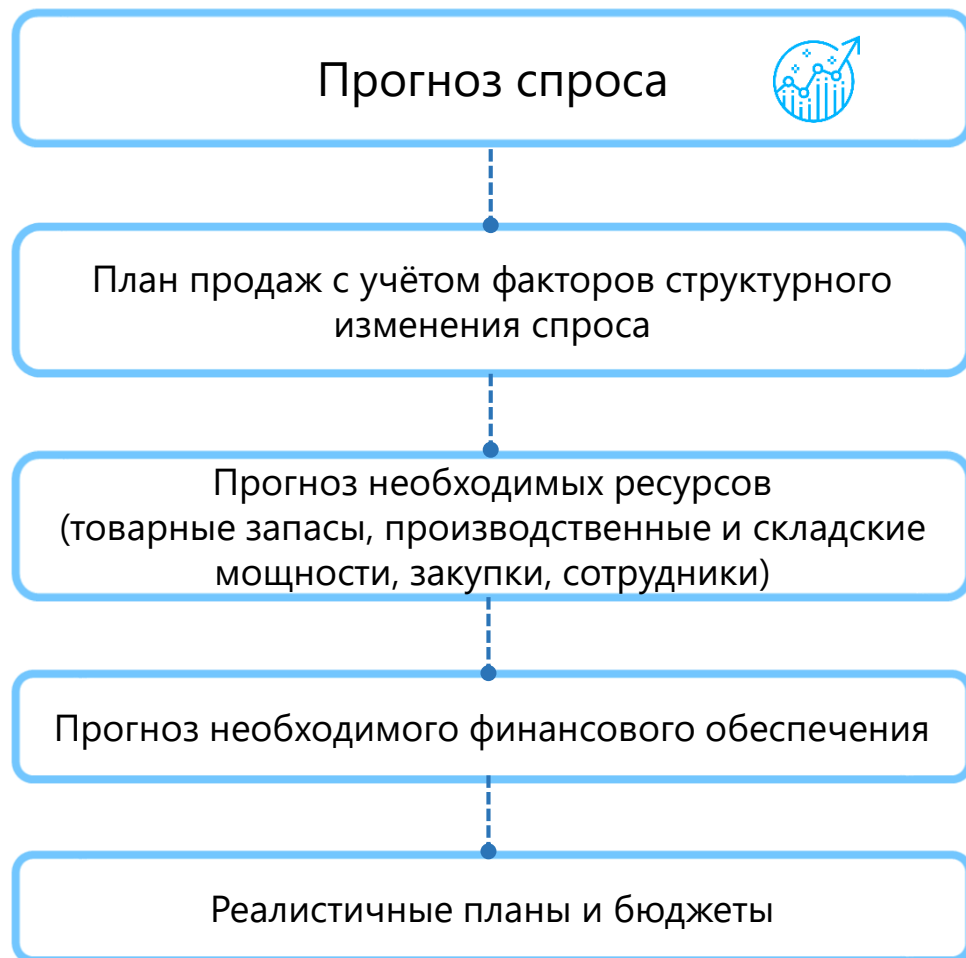 Прогноз спроса
План продаж с учётом факторов структурного
изменения спроса
Прогноз необходимых ресурсов
(товарные запасы, производственные и складские
мощности, закупки, сотрудники)
Прогноз необходимого финансового обеспечения
Реалистичные планы и бюджеты